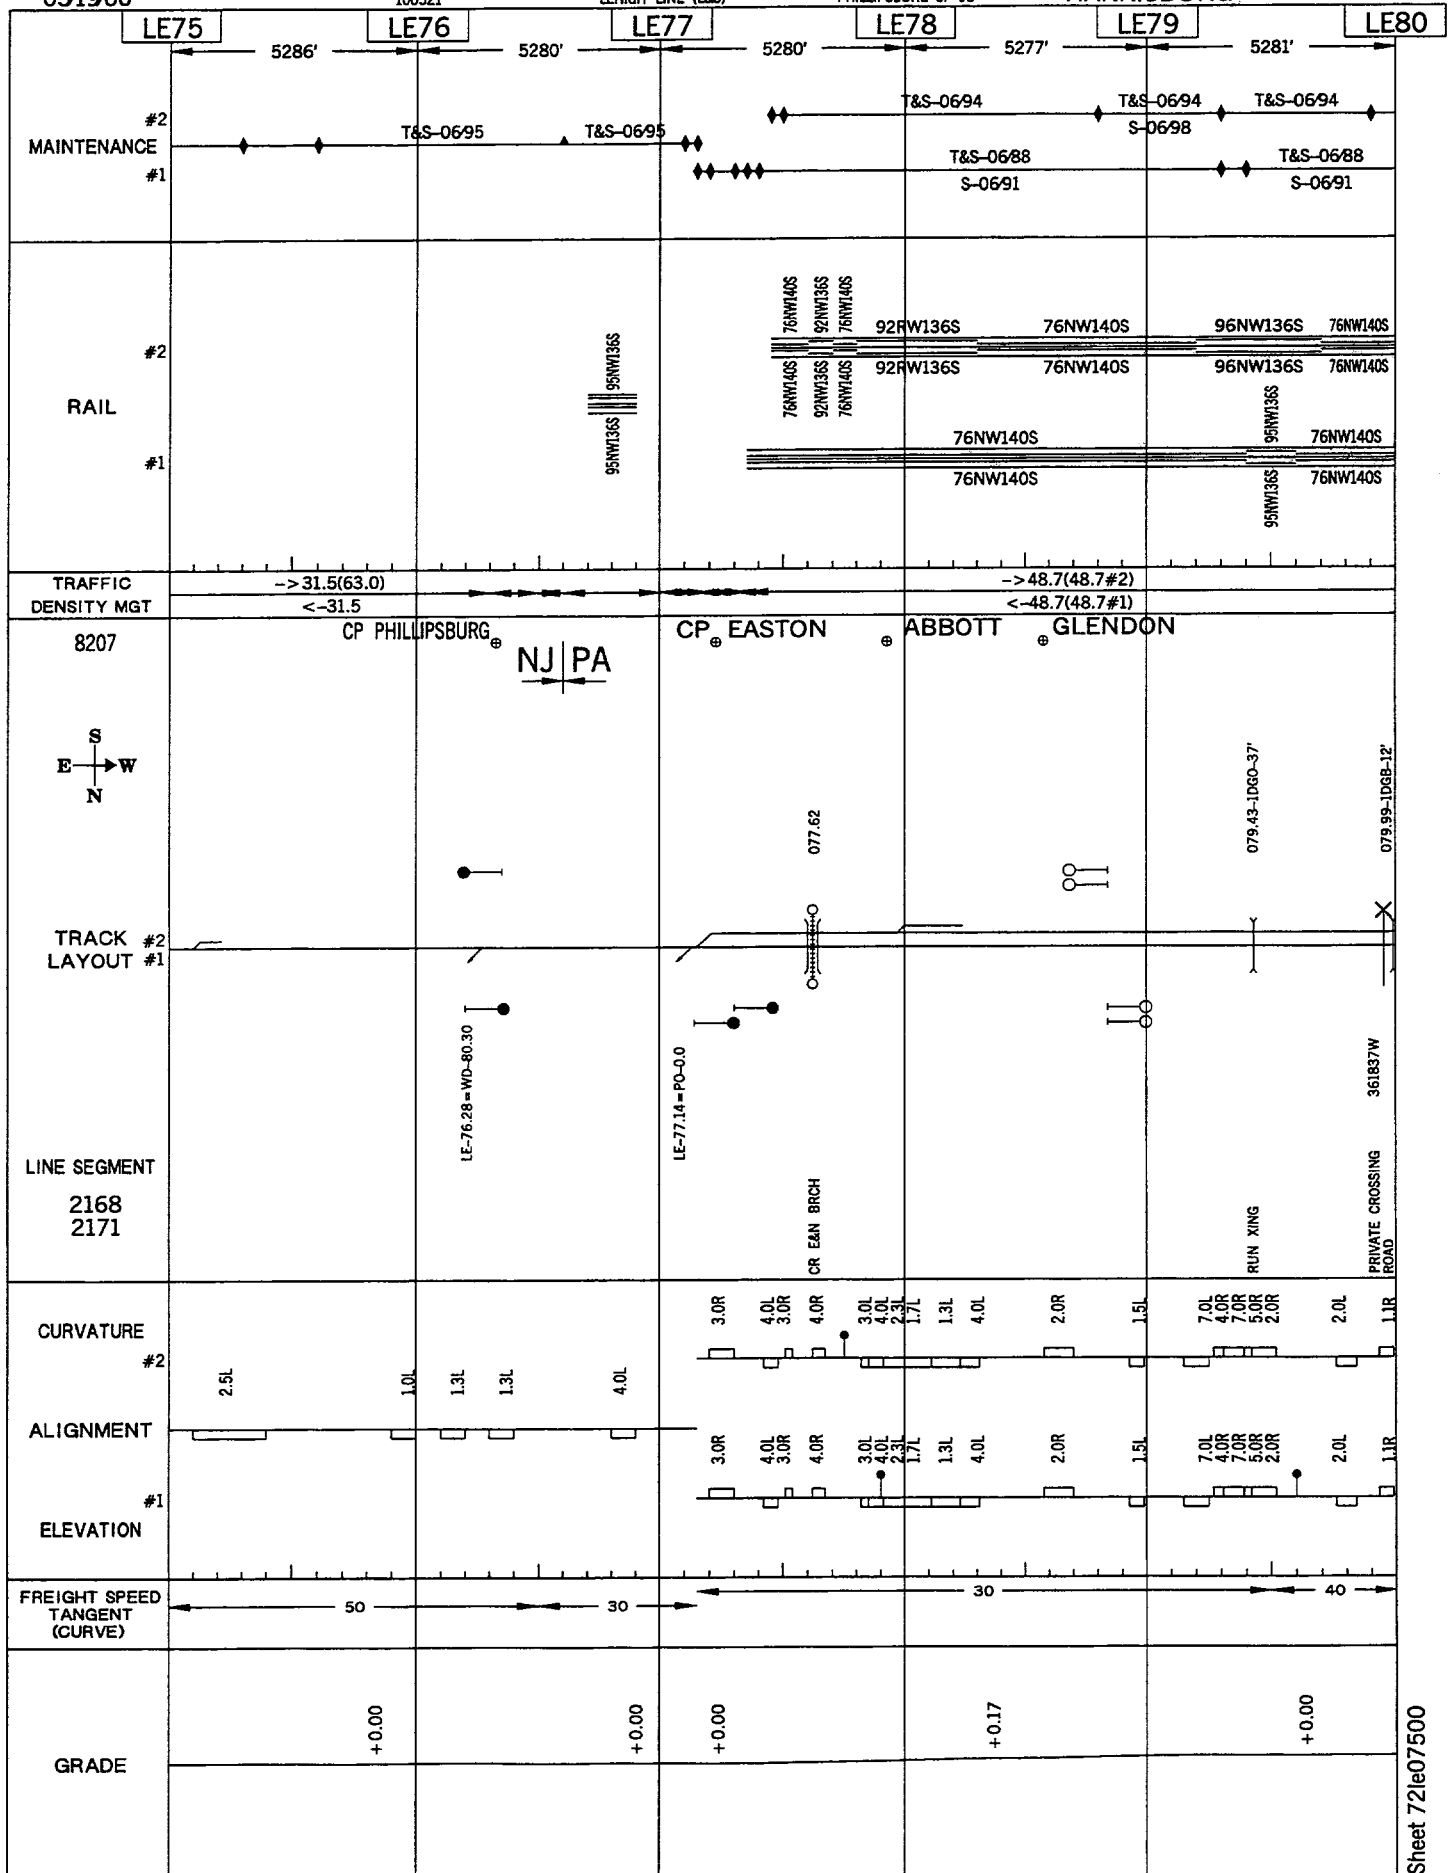 LE75 LE76 LE77 LE78 LE79 LE80
5286' 5280' 5280' 5277' 5281'
#2 T&S-06/94 T&S-06/94 T&S-06/94
S-06/98
MAINTENANCE T&S-06/95 T&S-06/95
#1 T&S-06/88 T&S-06/88
S-06/91 S-06/91
76NW140S 92NW136S 76NW140S
92RW136S 76NW140S 96NW136S 76NW140S
#2 95NW136S
76NW140S 92NW136S 76NW140S
92RW136S 76NW140S 96NW136S 76NW140S
RAIL
95NW136S
76NW140S 95NW136S 76NW140S
#1
76NW140S 95NW136S 76NW140S
TRAFFIC ->31.5(63.0) ->48.7(48.7#2)
DENSITY MGT <-31.5 <-48.7(48.7#1)
8207 CP PHILLIPSBURG CP EASTON ABBOTT GLENDON
NJ PA
S
E W
N
077.62 079.43-1DGO-37' 079.99-1DGB-12'
TRACK #2
LAYOUT #1
LE-76.28=WD-80.30 LE-77.14=PO-0.0 361837W
LINE SEGMENT
2168
2171
CR E&N BRCH RUN XING PRIVATE CROSSING
ROAD
CURVATURE 3.0R 4.0L 3.0R 4.0R 3.0L 4.0L 2.3L 1.7L 1.3L 4.0L 2.0R 1.5L 7.0L 4.0R 7.0R 5.0R 2.0R 2.0L 1.1R
#2
2.5L 1.0L 1.3L 1.3L 4.0L
ALIGNMENT
3.0R 4.0L 3.0R 4.0R 3.0L 4.0L 2.3L 1.7L 1.3L 4.0L 2.0R 1.5L 7.0L 4.0R 7.0R 5.0R 2.0R 2.0L 1.1R
#1
ELEVATION
FREIGHT SPEED 30 40
TANGENT 50 30
(CURVE)
+0.00 +0.00 +0.00 +0.17 +0.00
GRADE
Sheet 72le07500